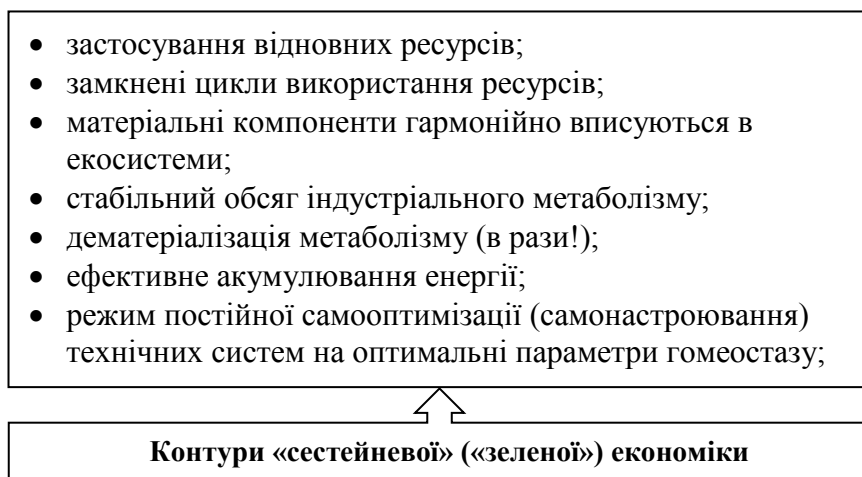 • застосування відновних ресурсів;
• замкнені цикли використання ресурсів;
• матеріальні компоненти гармонійно вписуються в
екосистеми;
• стабільний обсяг індустріального метаболізму;
• дематеріалізація метаболізму (в рази!);
• ефективне акумулювання енергії;
• режим постійної самооптимізації (самонастроювання)
технічних систем на оптимальні параметри гомеостазу;
Контури «сестейневої» («зеленої») економіки